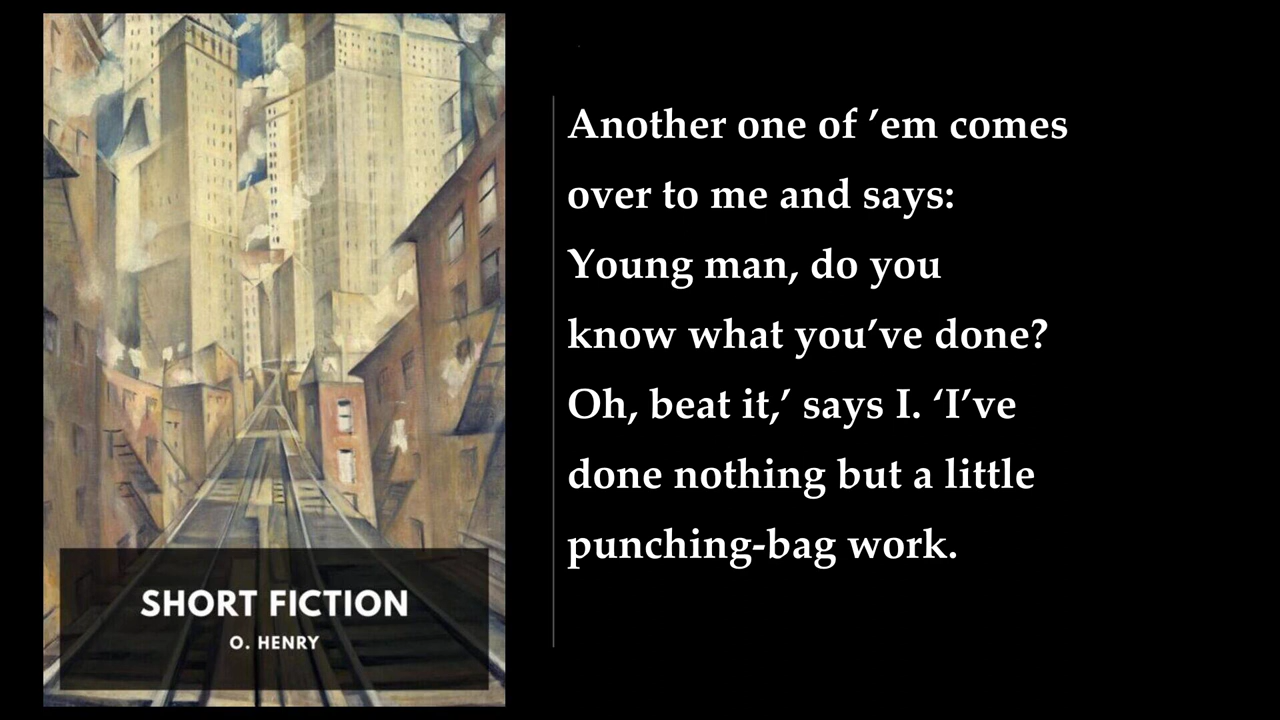 SHORT FICTION
O. HENRY
Another one of ’em comes
over to me and says:
Young man, do you
know what you’ve done?
Oh, beat it,’ says I. ‘I’ve
done nothing but a little
punching-bag work.